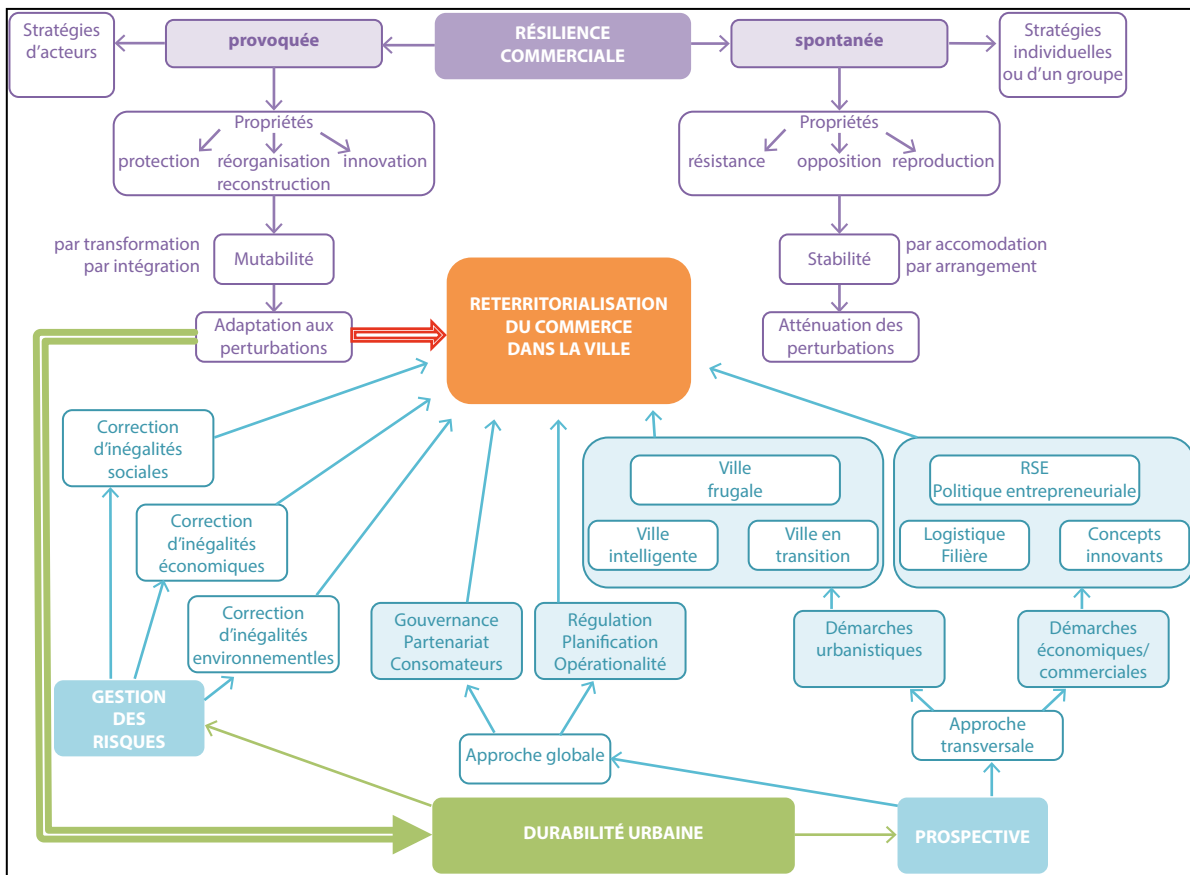 Stratégies
d'acteurs
provoquée
RÉSILIENCE
COMMERCIALE
spontanée
Stratégies
individuelles
ou d'un groupe
Propriétés
protection
réorganisation
reconstruction
innovation
Propriétés
résistance
opposition
reproduction
par transformation
par intégration
Mutabilité
Stabilité
par accomodation
par arrangement
Adaptation aux
perturbations
RETERRITORIALISATION
DU COMMERCE
DANS LA VILLE
Atténuation des
perturbations
Correction
d'inégalités
sociales
Correction
d'inégalités
économiques
Correction
d'inégalités
environnementles
Gouvernance
Partenariat
Consomateurs
Régulation
Planification
Opérationalité
Ville
frugale
Ville
intelligente
Ville en
transition
RSE
Politique entrepreneuriale
Logistique
Filière
Concepts
innovants
Démarches
urbanistiques
Démarches
économiques/
commerciales
GESTION
DES
RISQUES
Approche globale
Approche
transversale
DURABILITÉ URBAINE
PROSPECTIVE